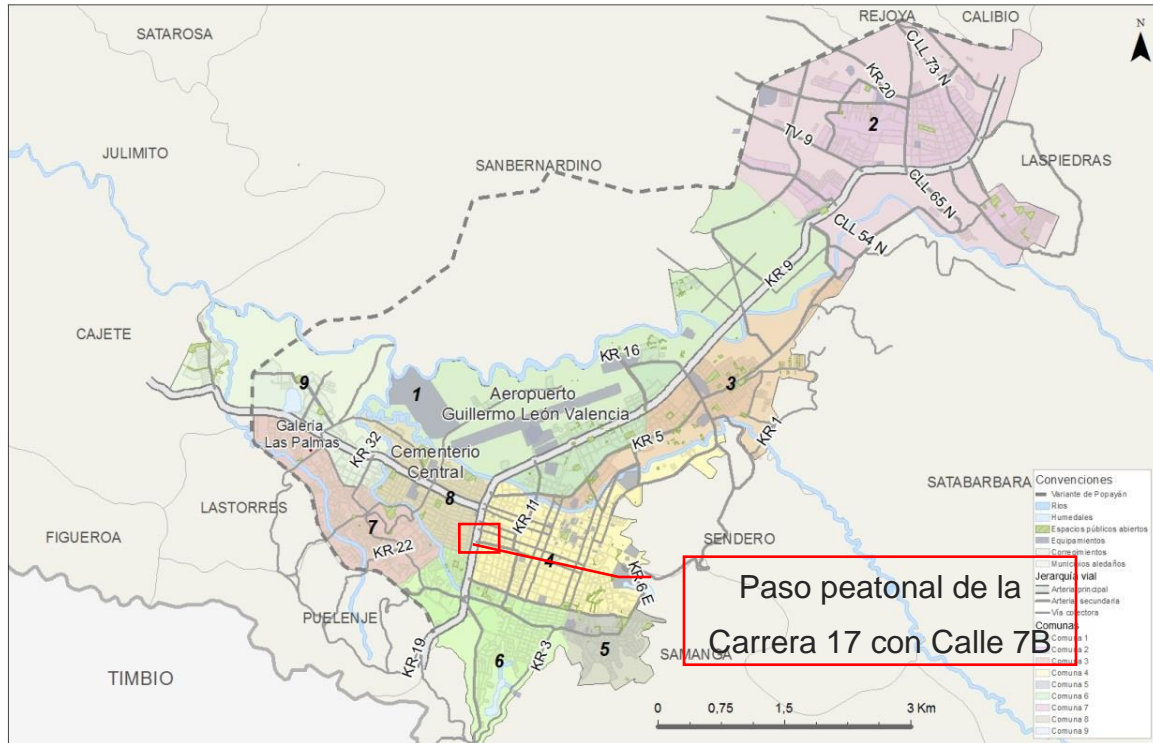 REJOYA
CALIBIO
N
SATAROSA
CLL 73 N
KR 20
2
TV 9
JULIMITO
SANBERNARDINO
LASPIEDRAS
CLL 65 N
CLL 54 N
KR 9
CAJETE
KR 16
9
1
Aeropuerto
Guillermo León Valencia
3
Galería
Las Palmas
KR 32
KR 5
KR 1
Cementerio
Central
SATABARBARA
8
LASTORRES
KR 11
FIGUEROA
7
KR 22
4
SENDERO
KR 6 E
PUELENJE
KR 19
6
KR 3
5
SAMANGA
TIMBIO
Paso peatonal de la
Carrera 17 con Calle 7B
0 0,75 1,5 3 Km
Convenciones
Variante de Popayán
Rios
Humedales
Espacios públicos abiertos
Equipamientos
Corregimientos
Municipios aledaños
Jerarquía vial
Arteria principal
Arteria secundaria
Vía colectora
Comunas
Comuna 1
Comuna 2
Comuna 3
Comuna 4
Comuna 5
Comuna 6
Comuna 7
Comuna 8
Comuna 9